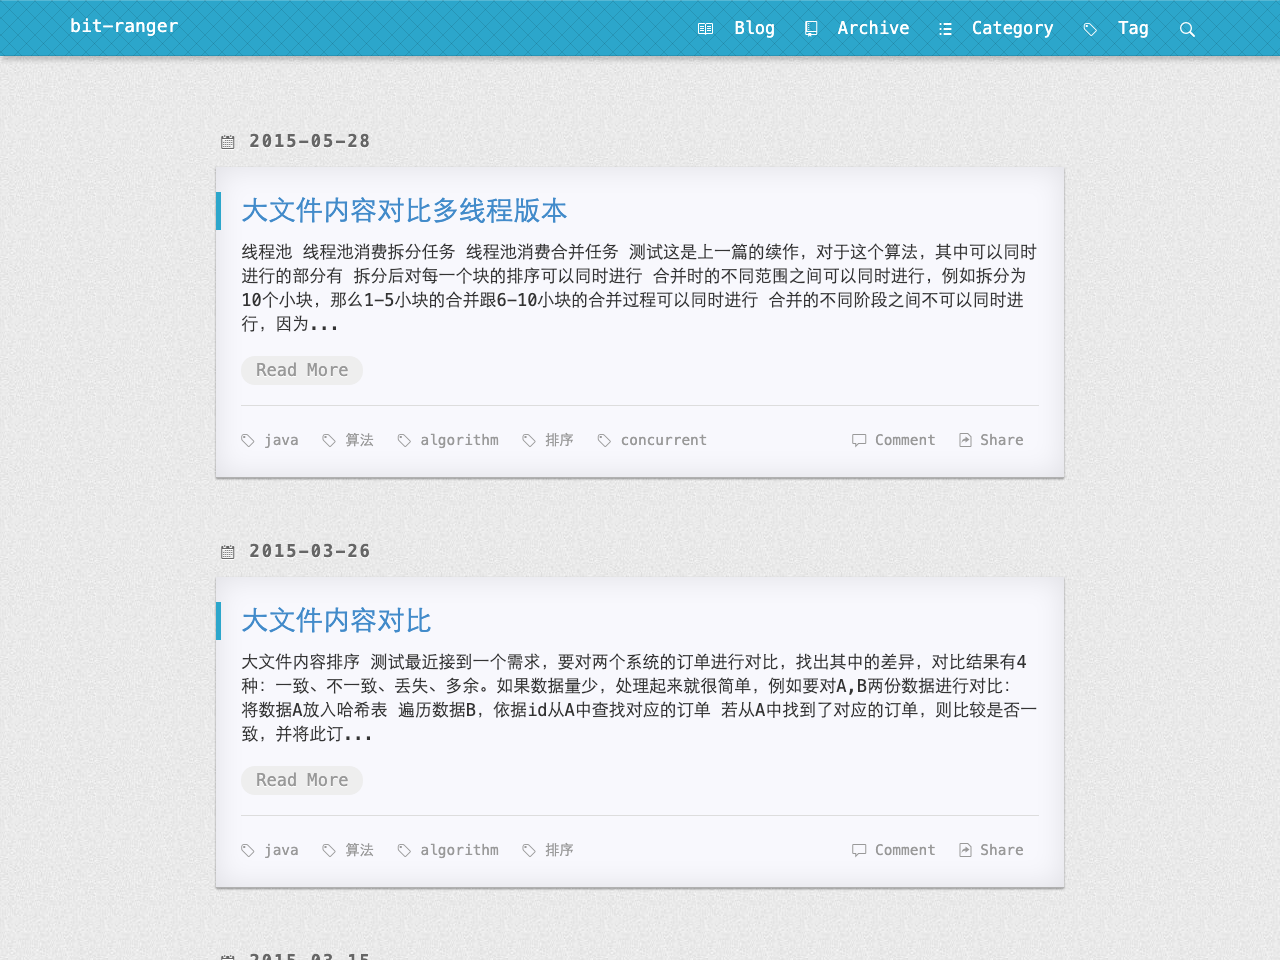 bit-ranger
Blog Archive Category Tag
2015-05-28
大文件内容对比多线程版本
线程池 线程池消费拆分任务 线程池消费合并任务 测试这是上一篇的续作，对于这个算法，其中可以同时
进行的部分有 拆分后对每一个块的排序可以同时进行 合并时的不同范围之间可以同时进行，例如拆分为
10个小块，那么1-5小块的合并跟6-10小块的合并过程可以同时进行 合并的不同阶段之间不可以同时进
行，因为...
Read More
java 算法 algorithm 排序 concurrent Comment Share
2015-03-26
大文件内容对比
大文件内容排序 测试最近接到一个需求，要对两个系统的订单进行对比，找出其中的差异，对比结果有4
种：一致、不一致、丢失、多余。如果数据量少，处理起来就很简单，例如要对A,B两份数据进行对比：
将数据A放入哈希表 遍历数据B，依据id从A中查找对应的订单 若从A中找到了对应的订单，则比较是否一
致，并将此订...
Read More
java 算法 algorithm 排序 Comment Share
2015-03-15